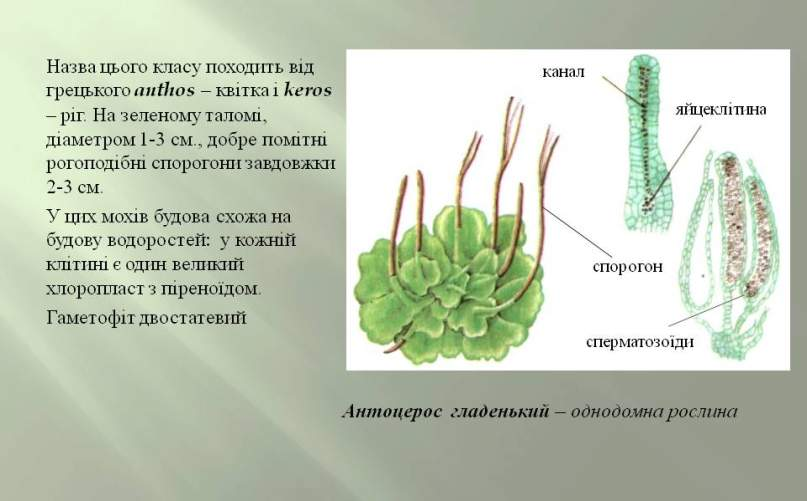 Назва цього класу походить від
грецького anthos – квітка і keros
– ріг. На зеленому таломі,
діаметром 1-3 см., добре помітні
рогоподібні спорогони завдовжки
2-3 см.
У цих мохів будова схожа на
будову водоростей: у кожній
клітині є один великий
хлоропласт з піреноїдом.
Гаметофіт двостатевий
канал
яйцеклітина
спорогон
сперматозоїди
Антоцерос гладенький – однодомна рослина